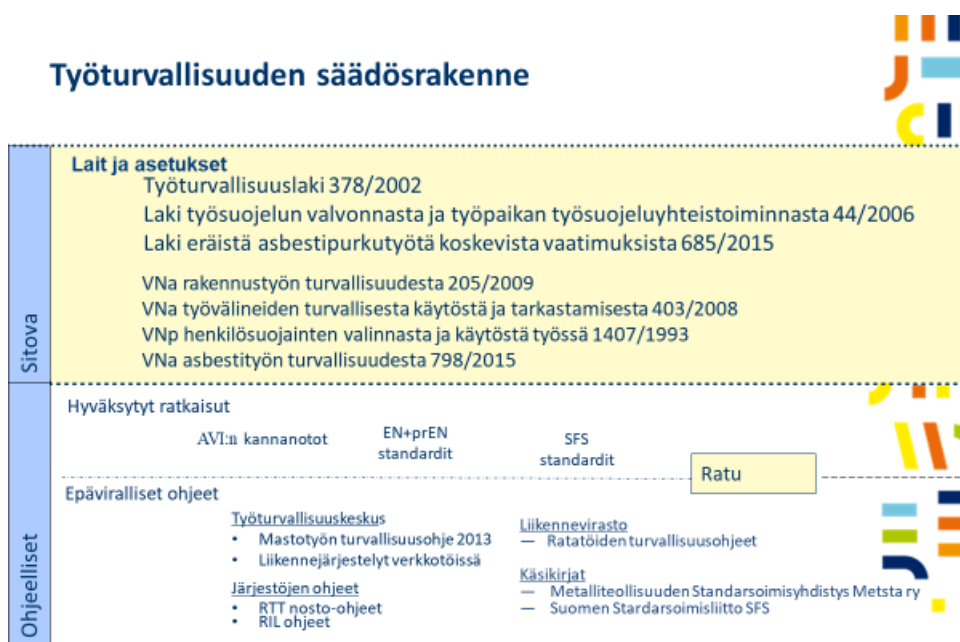 Työturvallisuuden säädösrakenne
Sitova
Lait ja asetukset
Työturvallisuuslaki 378/2002
Laki työsuojelun valvonnasta ja työpaikan työsuojeluyhteistoiminnasta 44/2006
Laki eräistä asbestipurkutyötä koskevista vaatimuksista 685/2015
VNa rakennustyön turvallisuudesta 205/2009
VNa työvälineiden turvallisesta käytöstä ja tarkastamisesta 403/2008
VNp henkilösuojainten valinnasta ja käytöstä työssä 1407/1993
VNa asbestityön turvallisuudesta 798/2015
Ohjeelliset
Hyväksytyt ratkaisut
AVI:n kannanotot
EN+prEN
standardit
SFS
standardit
Ratu
Epäviralliset ohjeet
Työturvallisuuskeskus
• Mastotyön turvallisuusohje 2013
• Liikennejärjestelyt verkkotöissä
Järjestöjen ohjeet
• RTT nosto-ohjeet
• RIL ohjeet
Liikennevirasto
— Ratatöiden turvallisuusohjeet
Käsikirjat
— Metalliteollisuuden Standarsoimisyhdistys Metsta ry
— Suomen Stardarsoimisliitto SFS